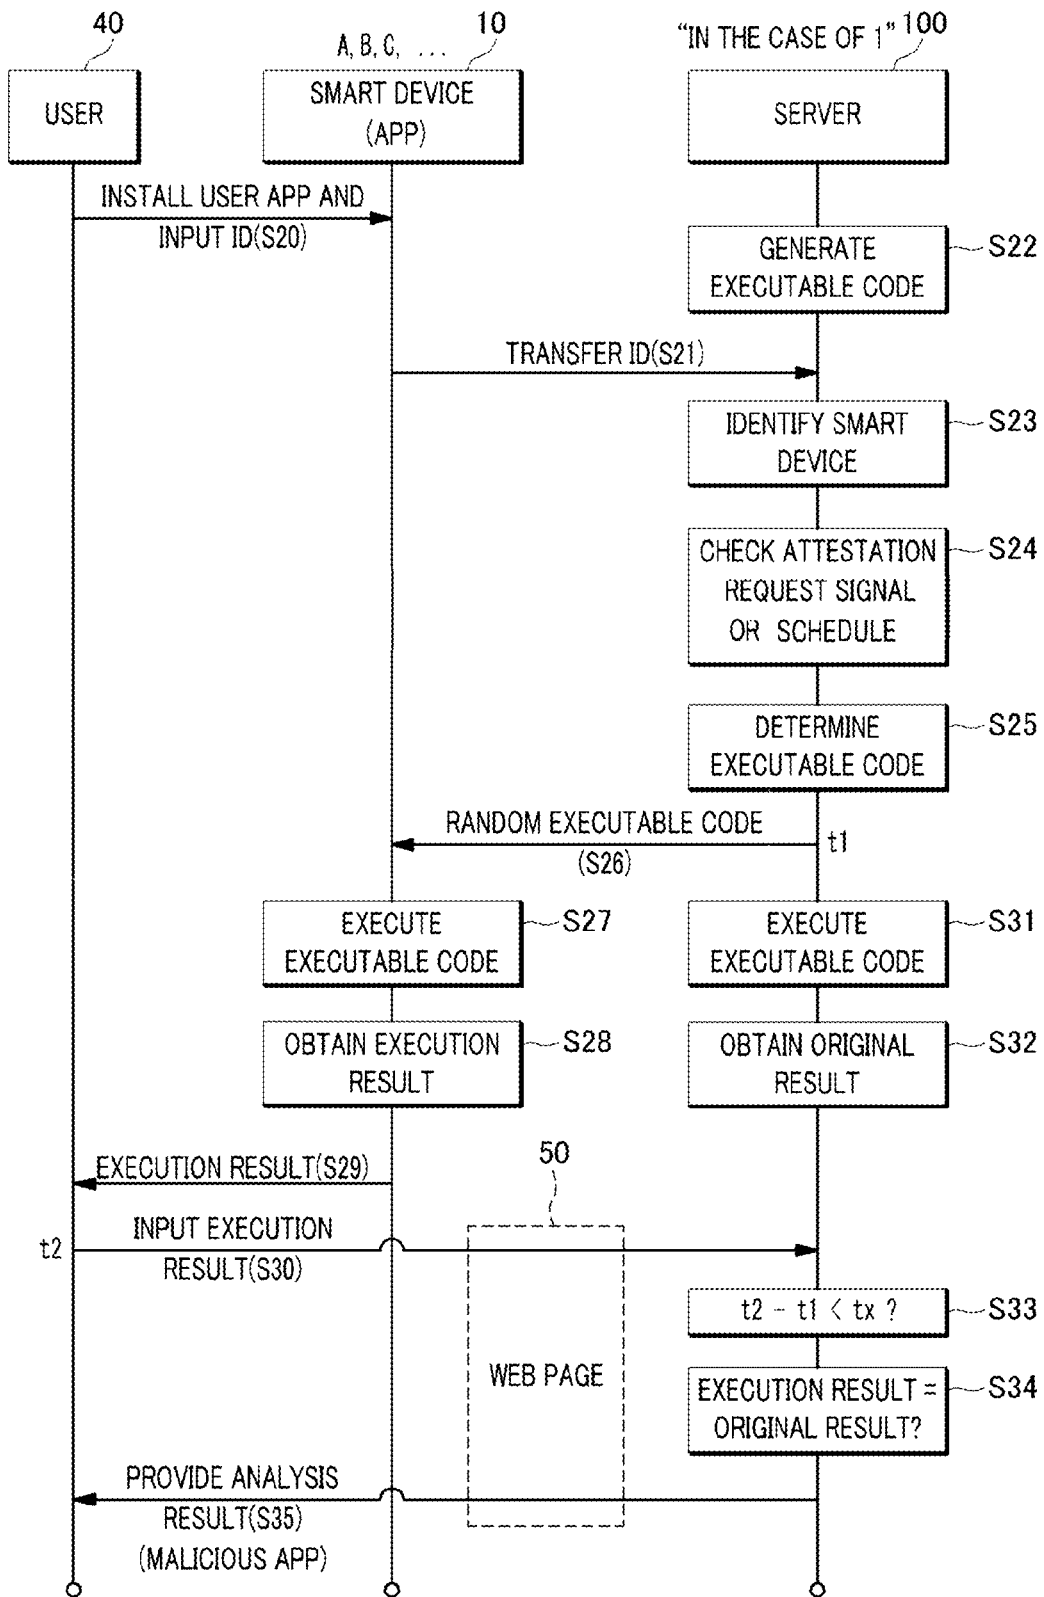 40
10
"IN THE CASE OF 1"
100
A, B, C, ...
USER
SMART DEVICE
(APP)
SERVER
INSTALL USER APP AND
INPUT ID(S20)
GENERATE
EXECUTABLE CODE
S22
TRANSFER ID(S21)
IDENTIFY SMART
DEVICE
S23
CHECK ATTESTATION
REQUEST SIGNAL
OR SCHEDULE
S24
DETERMINE
EXECUTABLE CODE
S25
RANDOM EXECUTABLE CODE
(S26)
t1
EXECUTE
EXECUTABLE CODE
S27
EXECUTE
EXECUTABLE CODE
S31
OBTAIN EXECUTION
RESULT
S28
OBTAIN ORIGINAL
RESULT
S32
EXECUTION RESULT(S29)
50
t2
INPUT EXECUTION
RESULT(S30)
t2 - t1 < tx ?
S33
WEB PAGE
EXECUTION RESULT =
ORIGINAL RESULT?
S34
PROVIDE ANALYSIS
RESULT(S35)
(MALICIOUS APP)